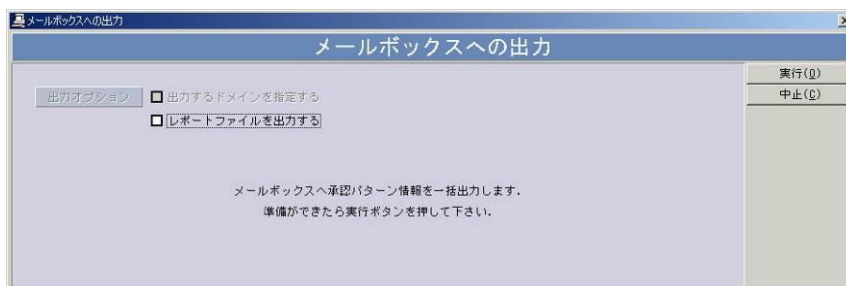 メールボックスへの出力
メールボックスへの出力
実行(O)
出力オプション 出力するドメインを指定する
中止(C)
レポートファイルを出力する
メールボックスへ承認パターン情報を一括出力します.
準備ができたら実行ボタンを押して下さい.